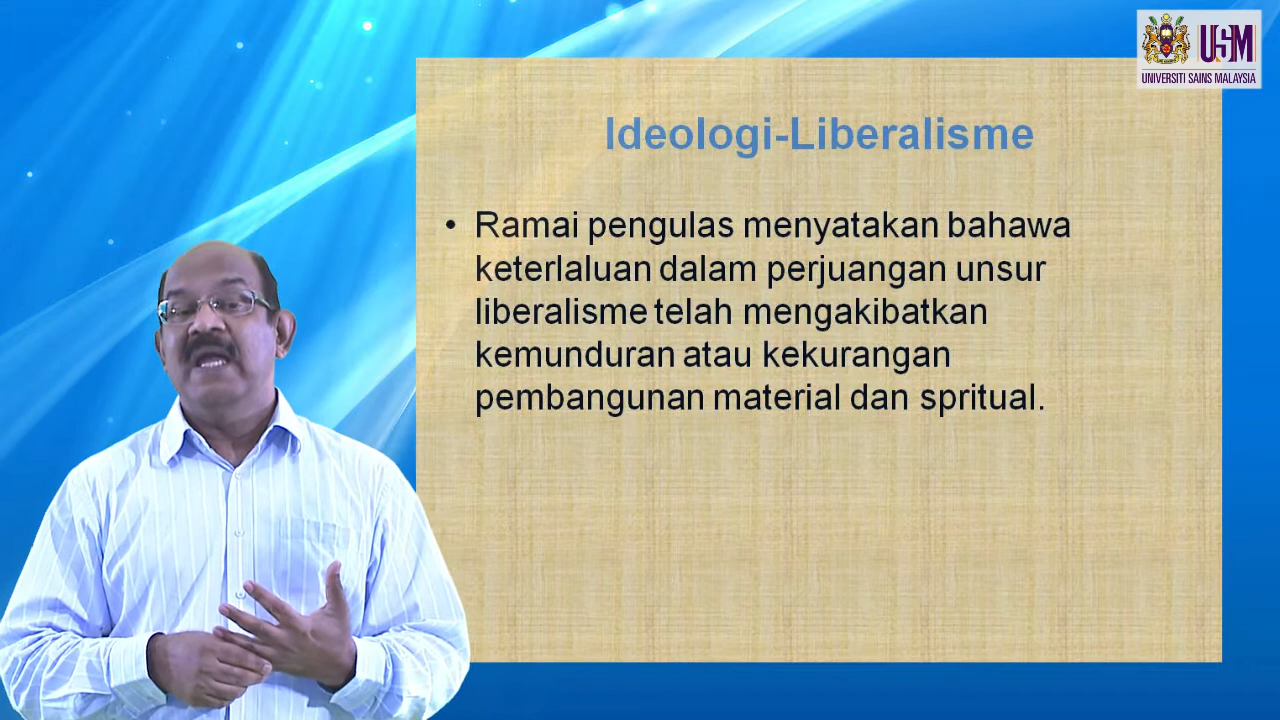 USM
UNIVERSITI SAINS MALAYSIA
Ideologi-Liberalisme
• Ramai pengulas menyatakan bahawa
keterlaluan dalam perjuangan unsur
liberalisme telah mengakibatkan
kemunduran atau kekurangan
pembangunan material dan spritual.